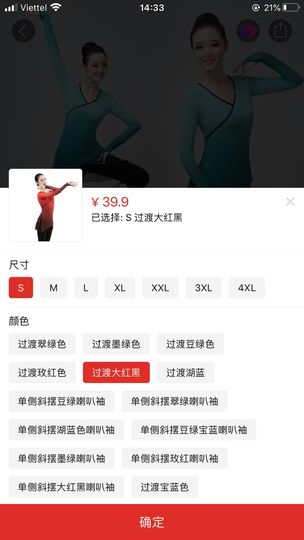 Viettel 14:33 21%
¥ 39.9
已选择: S 过渡大红黑
尺寸
S M L XL XXL 3XL 4XL
颜色
过渡翠绿色 过渡墨绿色 过渡豆绿色
过渡玫红色 过渡大红黑 过渡湖蓝
单侧斜摆豆绿喇叭袖 单侧斜摆翠绿喇叭袖
单侧斜摆湖蓝色喇叭袖 单侧斜摆豆绿宝蓝喇叭袖
单侧斜摆墨绿喇叭袖 单侧斜摆玫红喇叭袖
单侧斜摆大红黑喇叭袖 过渡宝蓝色
确定